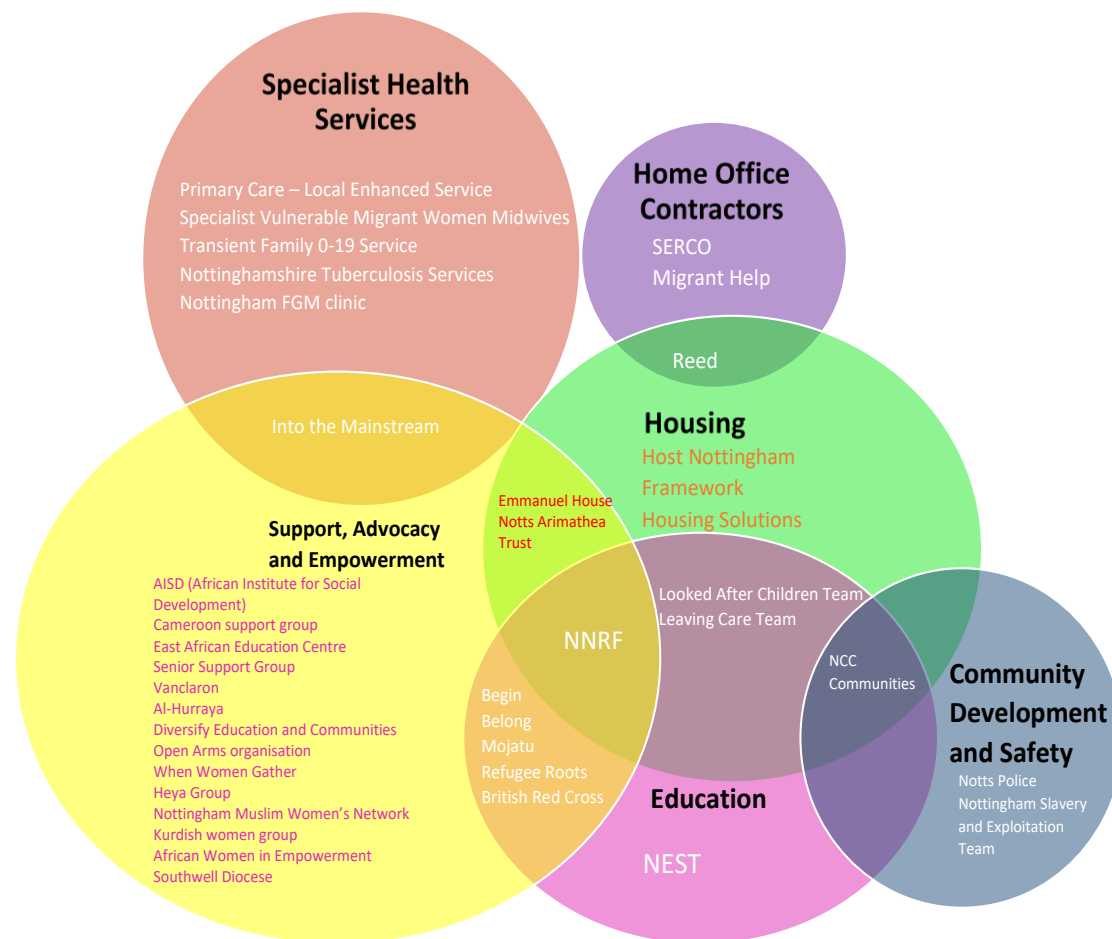 Specialist Health
Services
Primary Care – Local Enhanced Service
Specialist Vulnerable Migrant Women Midwives
Transient Family 0-19 Service
Nottinghamshire Tuberculosis Services
Nottingham FGM clinic
Home Office
Contractors
SERCO
Migrant Help
Reed
Into the Mainstream
Housing
Host Nottingham
Framework
Housing Solutions
Emmanuel House
Notts Arimathea
Trust
Support, Advocacy
and Empowerment
AISD (African Institute for Social
Development)
Cameroon support group
East African Education Centre
Senior Support Group
Vanclaron
Al-Hurraya
Diversify Education and Communities
Open Arms organisation
When Women Gather
Heya Group
Nottingham Muslim Women’s Network
Kurdish women group
African Women in Empowerment
Southwell Diocese
NNRF
Looked After Children Team
Leaving Care Team
Begin
Belong
Mojatu
Refugee Roots
British Red Cross
NCC
Communities
Community
Development
and Safety
Notts Police
Nottingham Slavery
and Exploitation
Team
Education
NEST